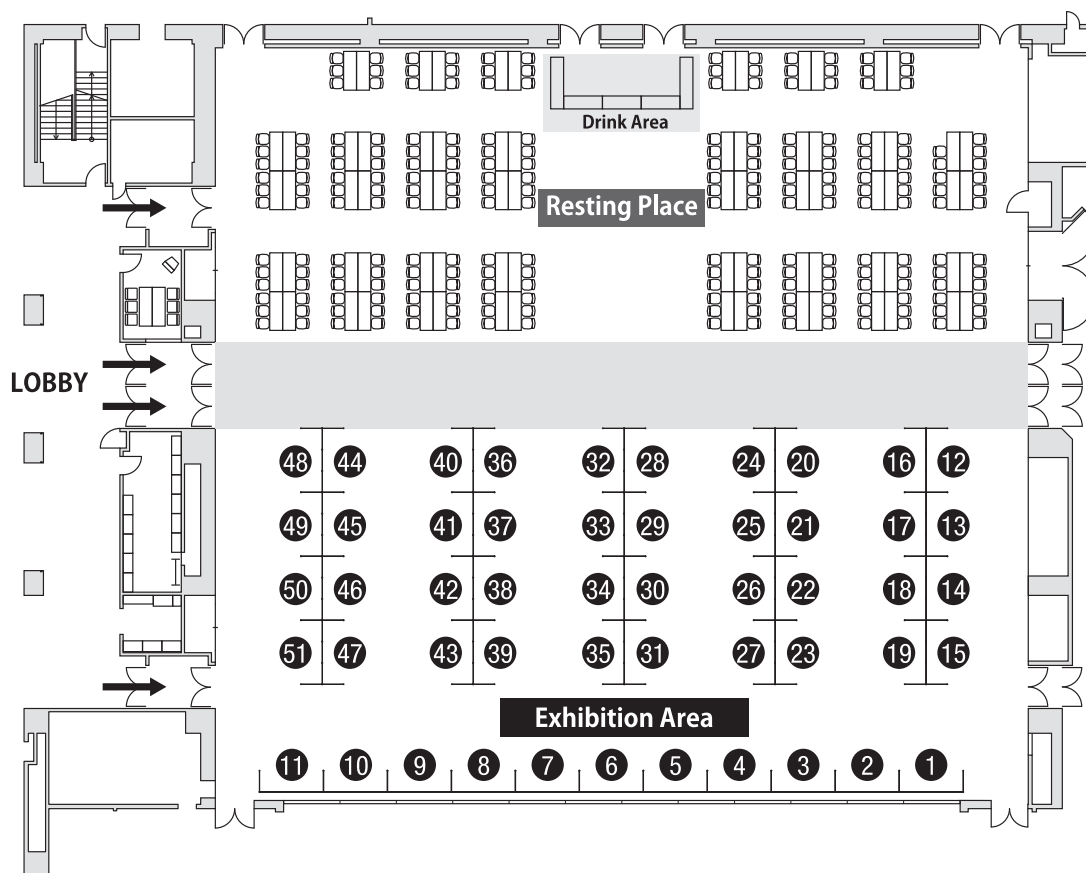 Drink Area
Resting Place
LOBBY
48 44 40 36 32 28 24 20 16 12
49 45 41 37 33 29 25 21 17 13
50 46 42 38 34 30 26 22 18 14
51 47 43 39 35 31 27 23 19 15
Exhibition Area
11 10 9 8 7 6 5 4 3 2 1